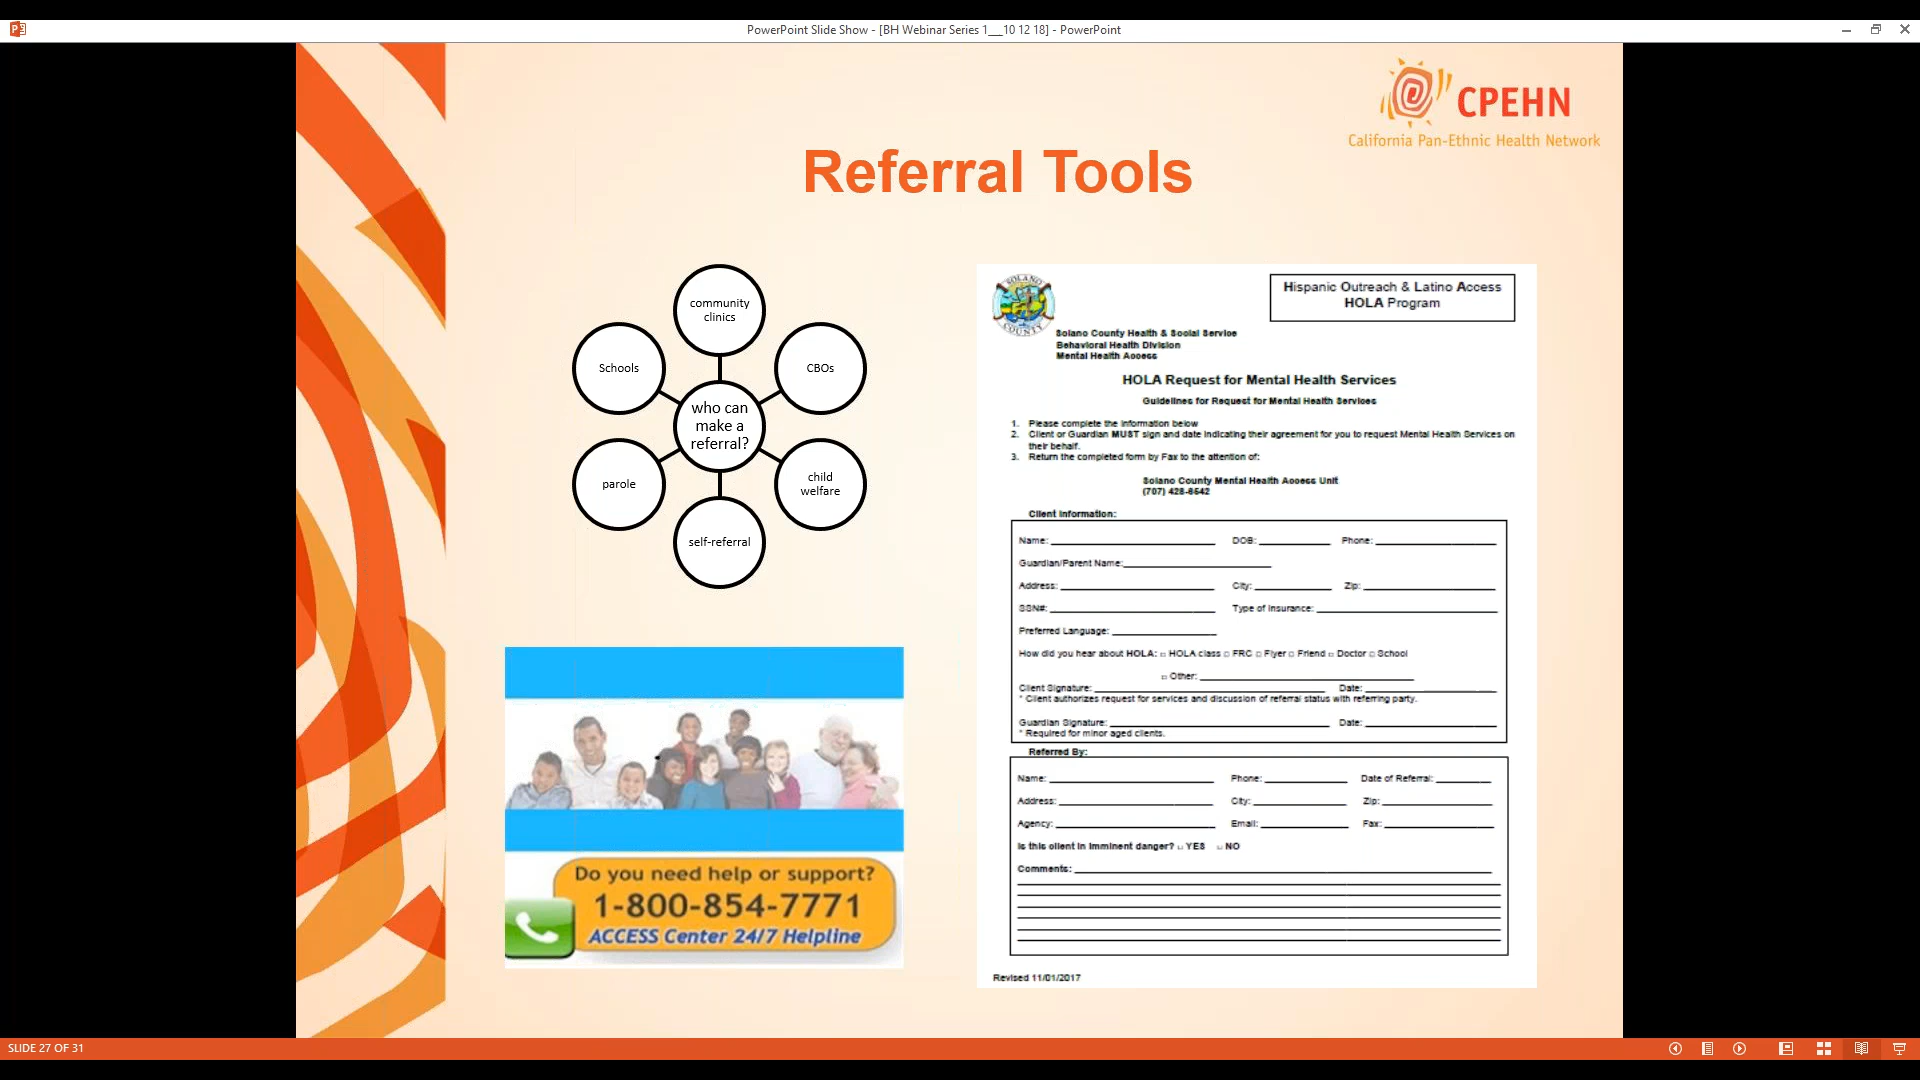 PowerPoint Slide Show - [BH Webinar Series 1__10 12 18] - PowerPoint
CPEHN
California Pan-Ethnic Health Network
Referral Tools
community
clinics
Schools
CBOs
who can
make a
referral?
parole
child
welfare
self-referral
Do you need help or support?
1-800-854-7771
ACCESS Center 24/7 Helpline
SOLANO
COUNTY
Hispanic Outreach & Latino Access
HOLA Program
Solano County Health & Social Service
Behavioral Health Division
Mental Health Access
HOLA Request for Mental Health Services
Guidelines for Request for Mental Health Services
1. Please complete the information below
2. Client or Guardian MUST sign and date indicating their agreement for you to request Mental Health Services on
their behalf.
3. Return the completed form by Fax to the attention of:
Solano County Mental Health Access Unit
(707) 428-6642
Client Information:
Name: DOB: Phone:
Guardian/Parent Name:
Address: City: Zip:
SSN#: Type of Insurance:
Preferred Language:
How did you hear about HOLA: □ HOLA class □ FRC □ Flyer □ Friend □ Doctor □ School
□ Other:
Client Signature: Date:
* Client authorizes request for services and discussion of referral status with referring party.
Guardian Signature: Date:
* Required for minor aged clients.
Referred By:
Name: Phone: Date of Referral:
Address: City: Zip:
Agency: Email: Fax:
Is this client in imminent danger? □ YES □ NO
Comments:
Revised 11/01/2017
SLIDE 27 OF 31